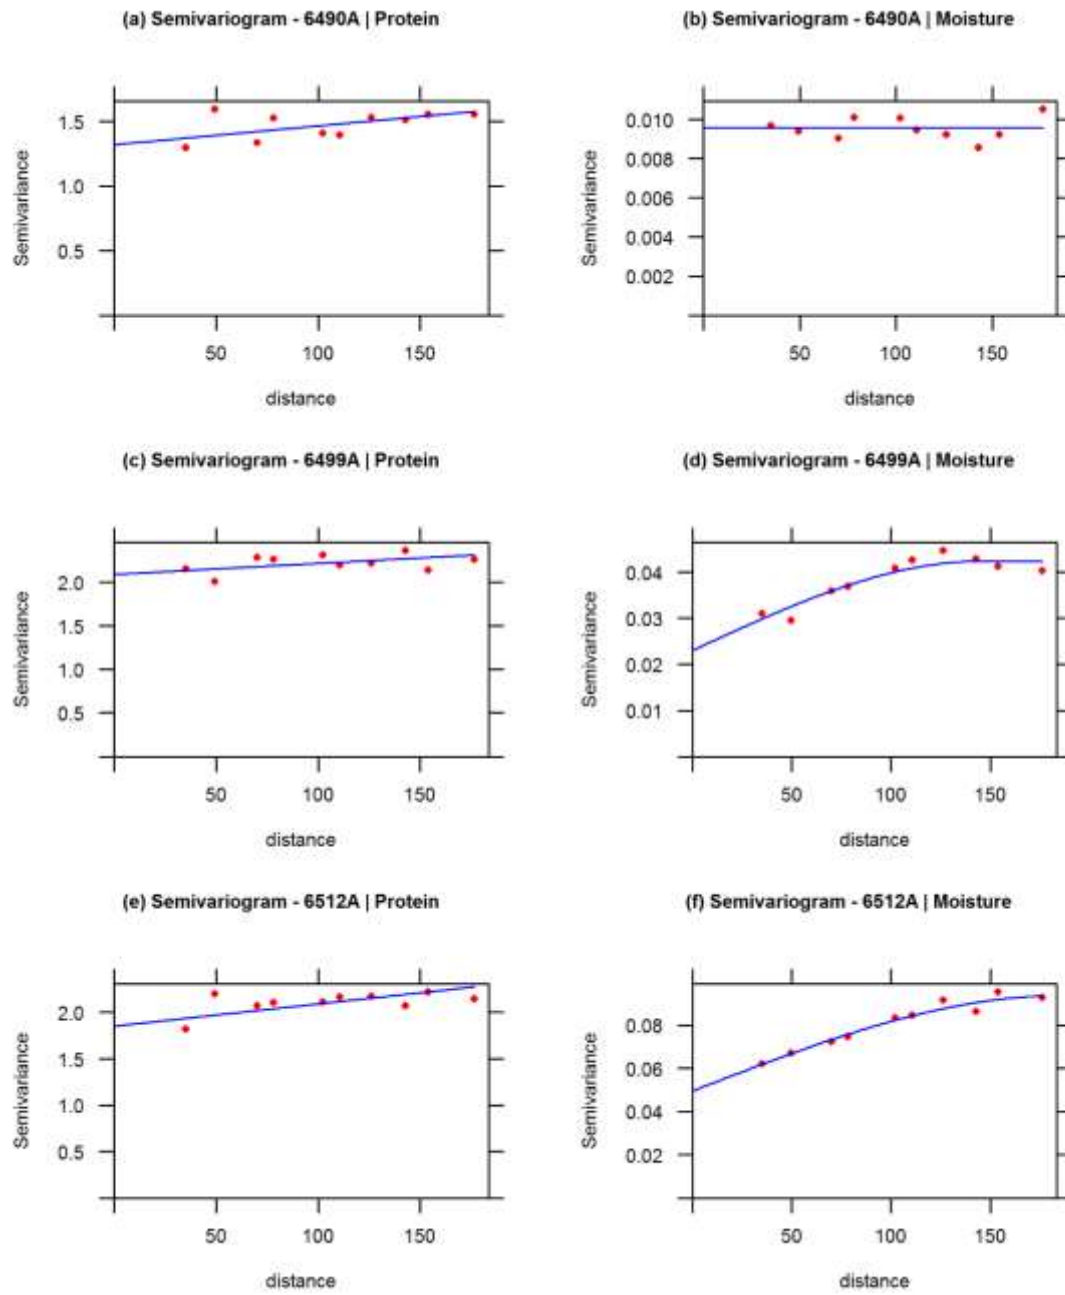 (a) Semivariogram - 6490A | Protein
Semivariance
1.5
1.0
0.5
50 100 150
distance
(b) Semivariogram - 6490A | Moisture
Semivariance
0.010
0.008
0.006
0.004
0.002
50 100 150
distance
(c) Semivariogram - 6499A | Protein
Semivariance
2.0
1.5
1.0
0.5
50 100 150
distance
(d) Semivariogram - 6499A | Moisture
Semivariance
0.04
0.03
0.02
0.01
50 100 150
distance
(e) Semivariogram - 6512A | Protein
Semivariance
2.0
1.5
1.0
0.5
50 100 150
distance
(f) Semivariogram - 6512A | Moisture
Semivariance
0.08
0.06
0.04
0.02
50 100 150
distance